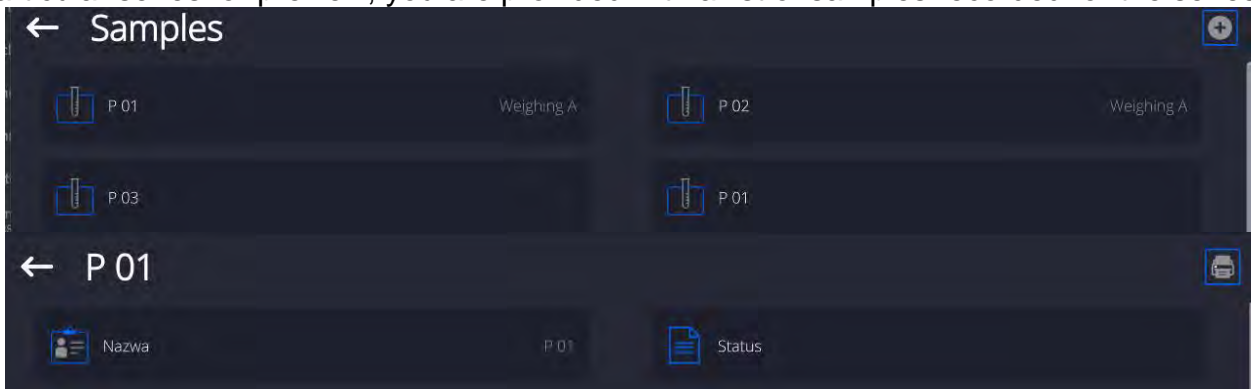 ← Samples
P 01 Weighing A P 02 Weighing A
P 03 P 01
← P 01
Nazwa P 01 Status